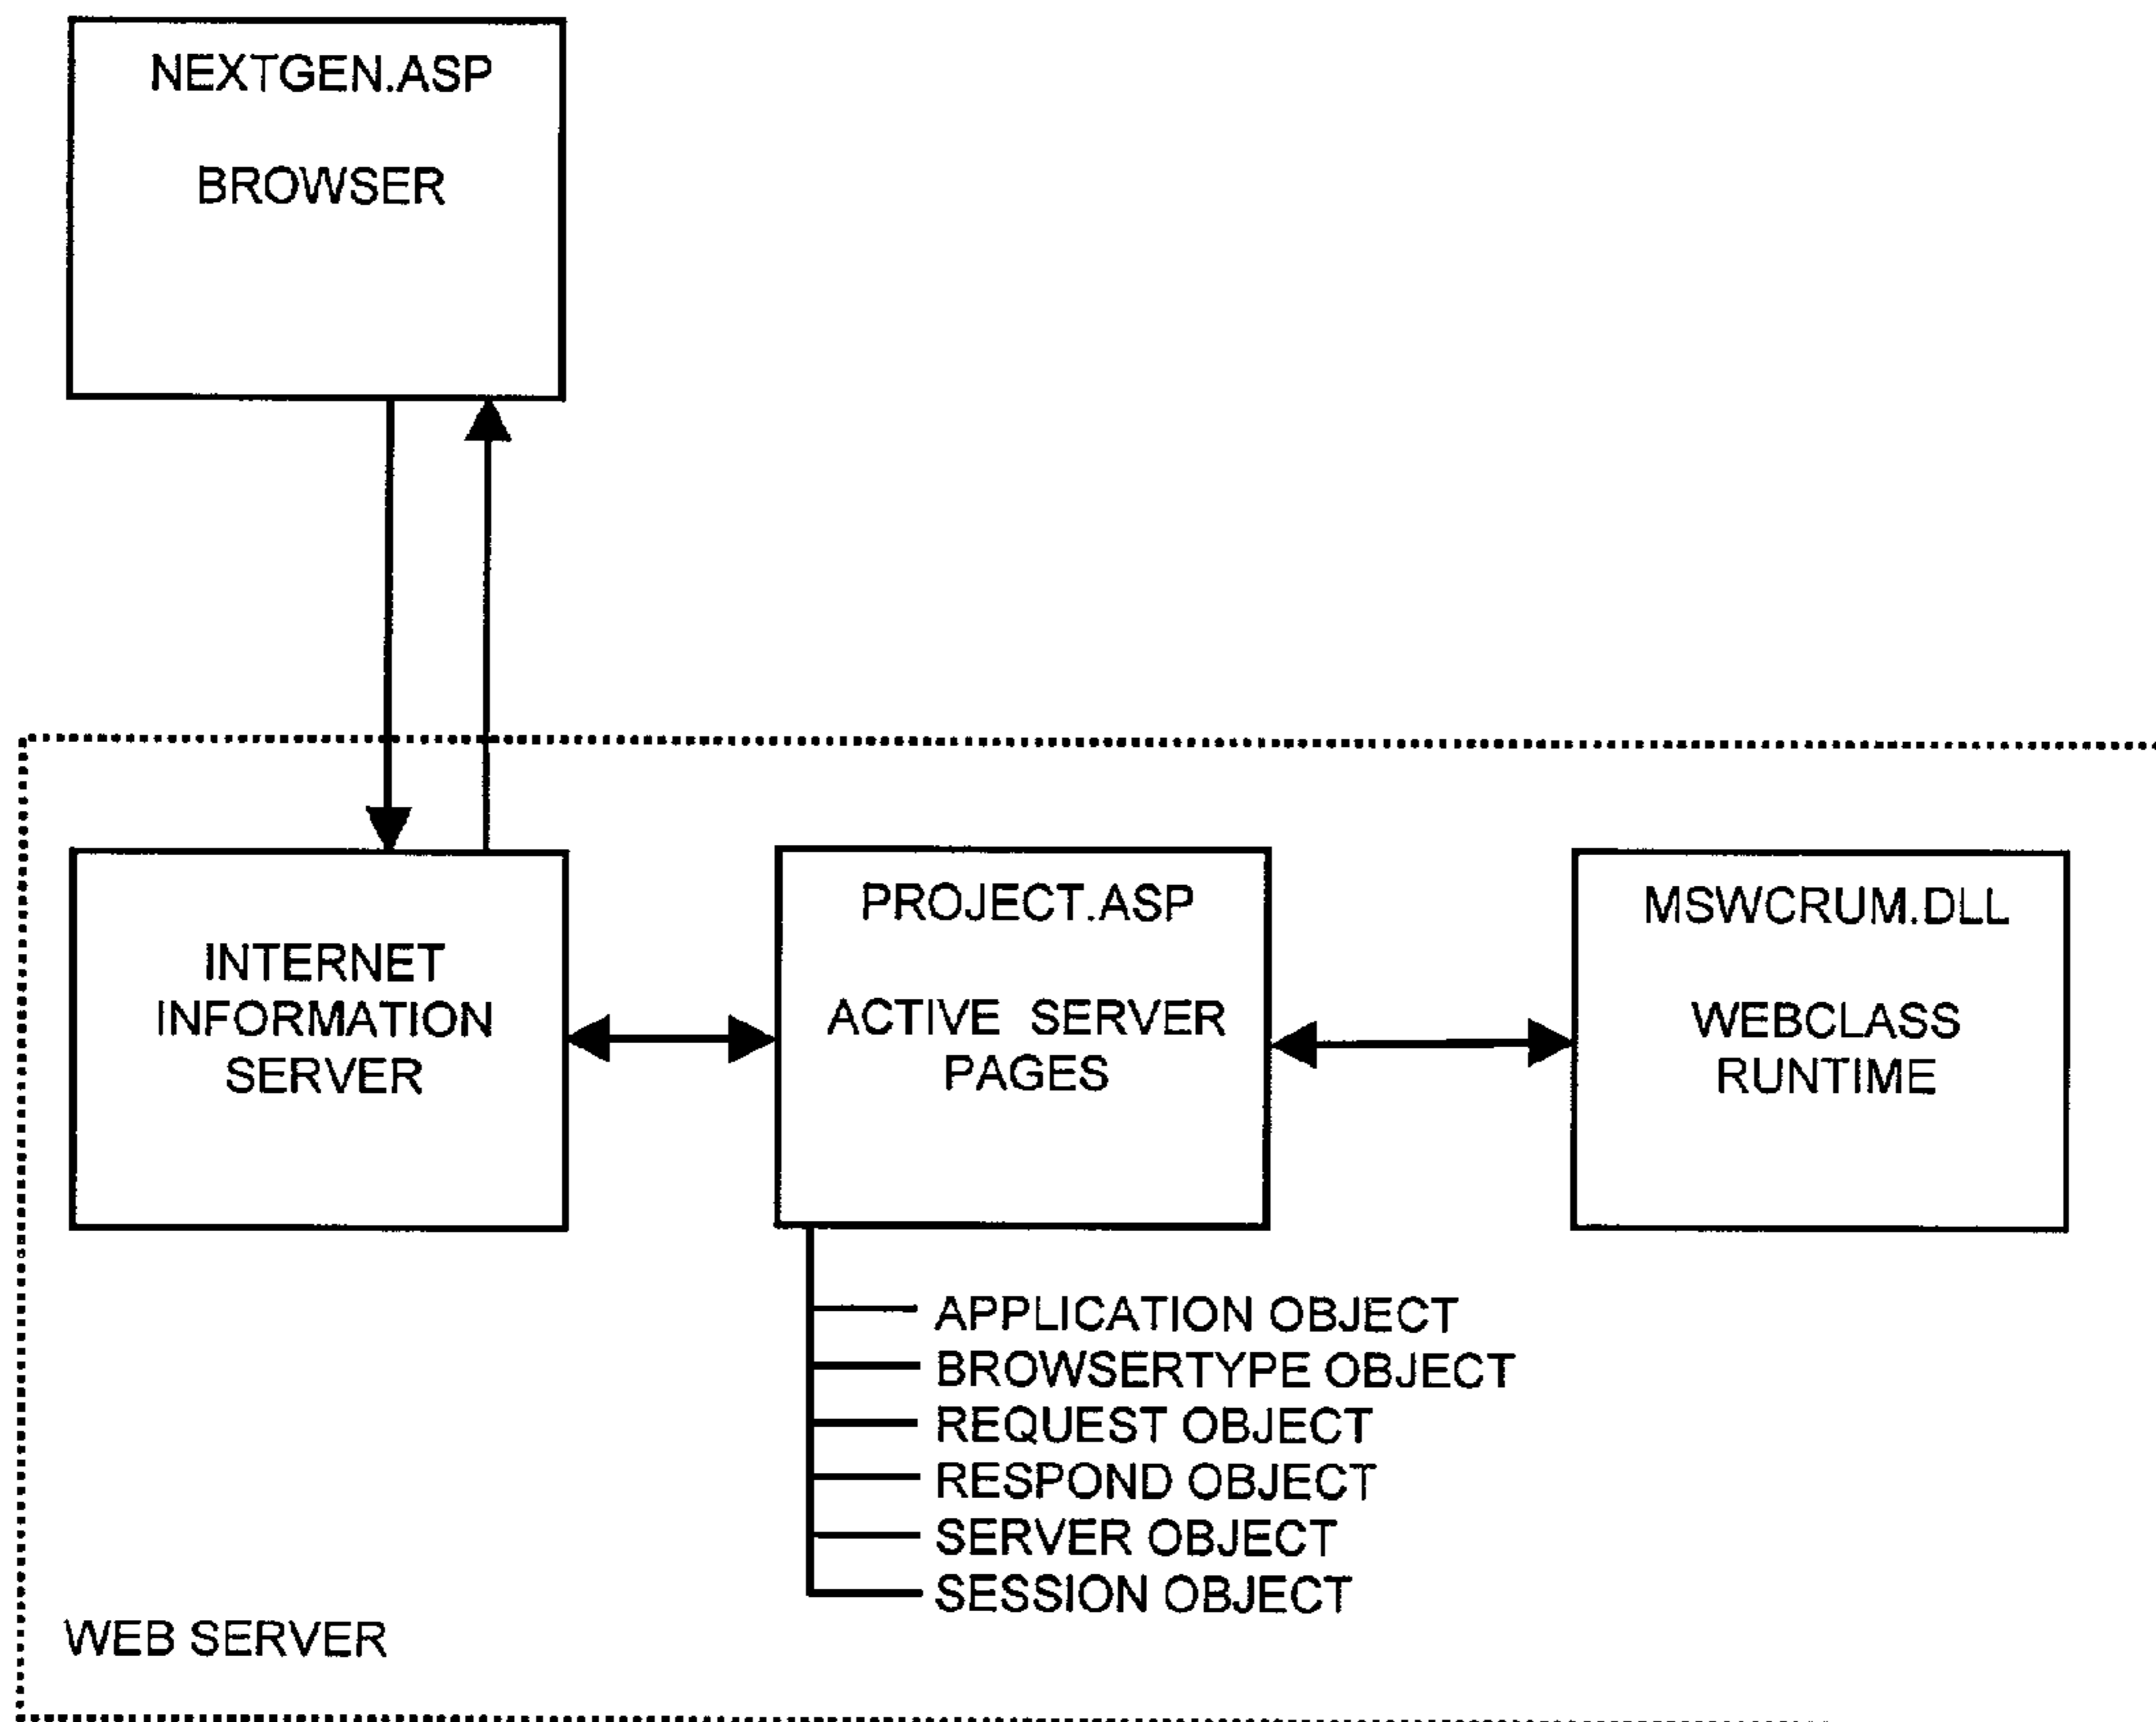 NEXTGEN.ASP
BROWSER
INTERNET
INFORMATION
SERVER
PROJECT.ASP
ACTIVE SERVER
PAGES
MSWCRUM.DLL
WEBCLASS
RUNTIME
APPLICATION OBJECT
BROWSERTYPE OBJECT
REQUEST OBJECT
RESPOND OBJECT
SERVER OBJECT
SESSION OBJECT
WEB SERVER